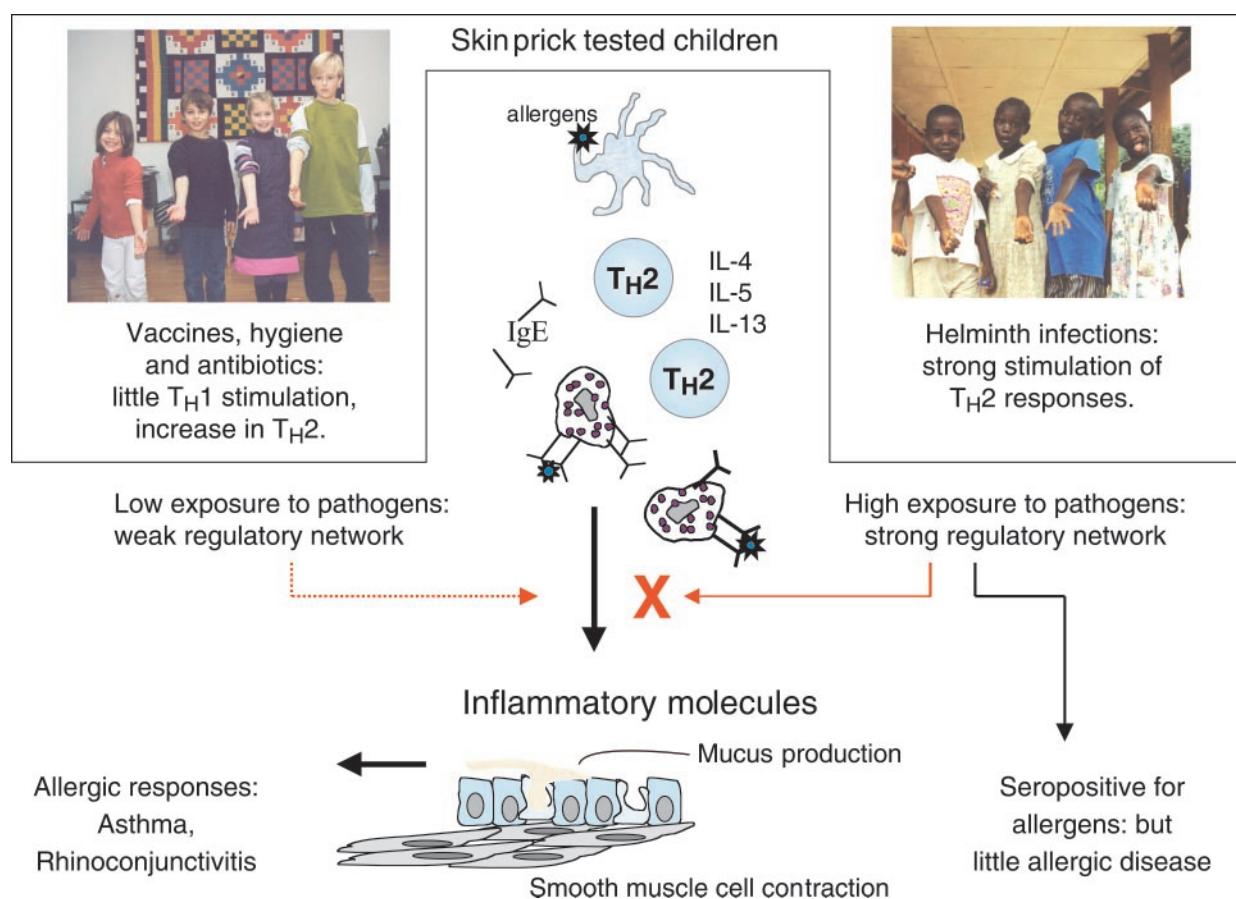 Skin prick tested children
allergens
IL-4
IL-5
IL-13
TH2
IgE
TH2
Vaccines, hygiene
and antibiotics:
little TH1 stimulation,
increase in TH2.
Helminth infections:
strong stimulation of
TH2 responses.
Low exposure to pathogens:
weak regulatory network
High exposure to pathogens:
strong regulatory network
X
Inflammatory molecules
Mucus production
Allergic responses:
Asthma,
Rhinoconjunctivitis
Smooth muscle cell contraction
Seropositive for
allergens: but
little allergic disease